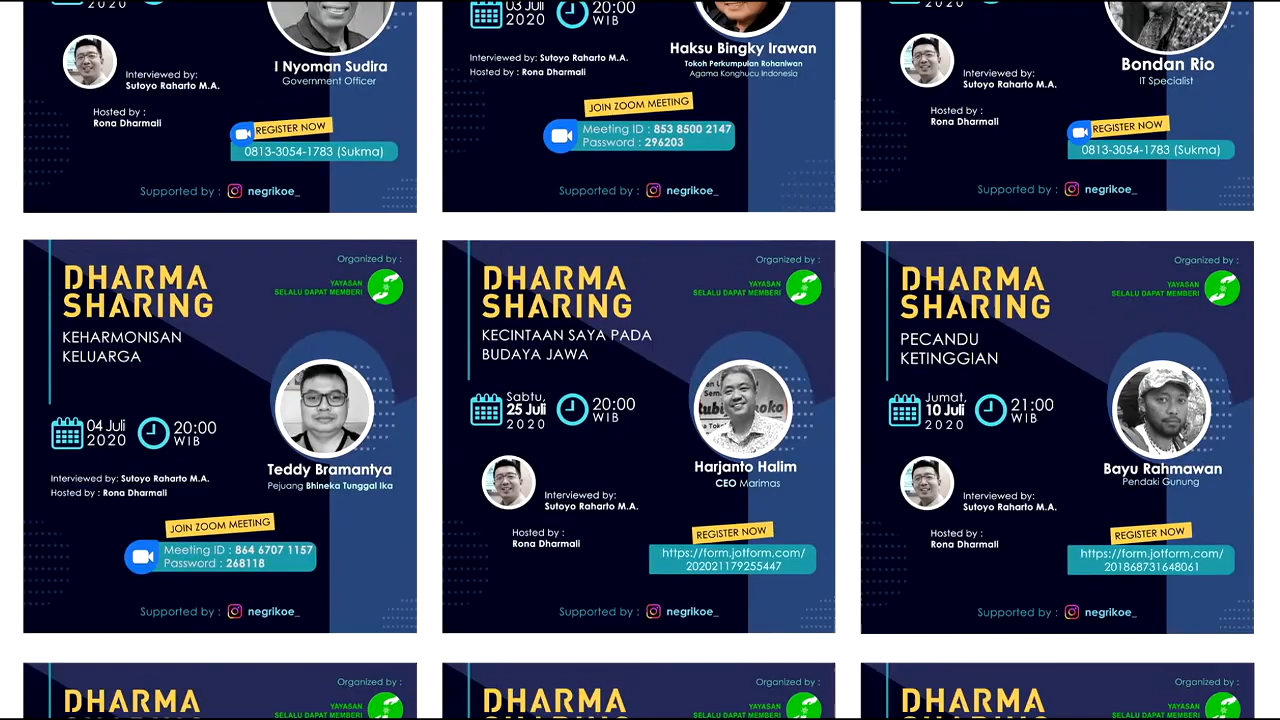 2020
I Nyoman Sudira
Government Officer
Interviewed by:
Sutoyo Raharto M.A.
Hosted by :
Rona Dharmali
REGISTER NOW
0813-3054-1783 (Sukma)
Supported by : negrikoe_
03 Juli
2020
20:00
WIB
Haksu Bingky Irawan
Tokoh Perkumpulan Rohaniwan
Agama Konghucu Indonesia
Interviewed by: Sutoyo Raharto M.A.
Hosted by : Rona Dharmali
JOIN ZOOM MEETING
Meeting ID : 853 8500 2147
Password : 296203
Supported by : negrikoe_
2020
WIB
Bondan Rio
IT Specialist
Interviewed by:
Sutoyo Raharto M.A.
Hosted by :
Rona Dharmali
REGISTER NOW
0813-3054-1783 (Sukma)
Supported by : negrikoe_
Organized by :
YAYASAN
SELALU DAPAT MEMBERI
DHARMA
SHARING
KEHARMONISAN
KELUARGA
04 Juli
2020
20:00
WIB
Teddy Bramantya
Pejuang Bhineka Tunggal Ika
Interviewed by: Sutoyo Raharto M.A.
Hosted by : Rona Dharmali
JOIN ZOOM MEETING
Meeting ID : 864 6707 1157
Password : 268118
Supported by : negrikoe_
Organized by :
YAYASAN
SELALU DAPAT MEMBERI
DHARMA
SHARING
KECINTAAN SAYA PADA
BUDAYA JAWA
Sabtu,
25 Juli
2020
20:00
WIB
Harjanto Halim
CEO Marimas
Interviewed by:
Sutoyo Raharto M.A.
Hosted by :
Rona Dharmali
REGISTER NOW
https://form.jotform.com/
202021179255447
Supported by : negrikoe_
Organized by :
YAYASAN
SELALU DAPAT MEMBERI
DHARMA
SHARING
PECANDU
KETINGGIAN
Jumat,
10 Juli
2020
21:00
WIB
Bayu Rahmawan
Pendaki Gunung
Interviewed by:
Sutoyo Raharto M.A.
Hosted by :
Rona Dharmali
REGISTER NOW
https://form.jotform.com/
201868731648061
Supported by : negrikoe_
Organized by :
YAYASAN
SELALU DAPAT MEMBERI
DHARMA
SHARING
Organized by :
YAYASAN
SELALU DAPAT MEMBERI
DHARMA
SHARING
Organized by :
YAYASAN
SELALU DAPAT MEMBERI
DHARMA
SHARING